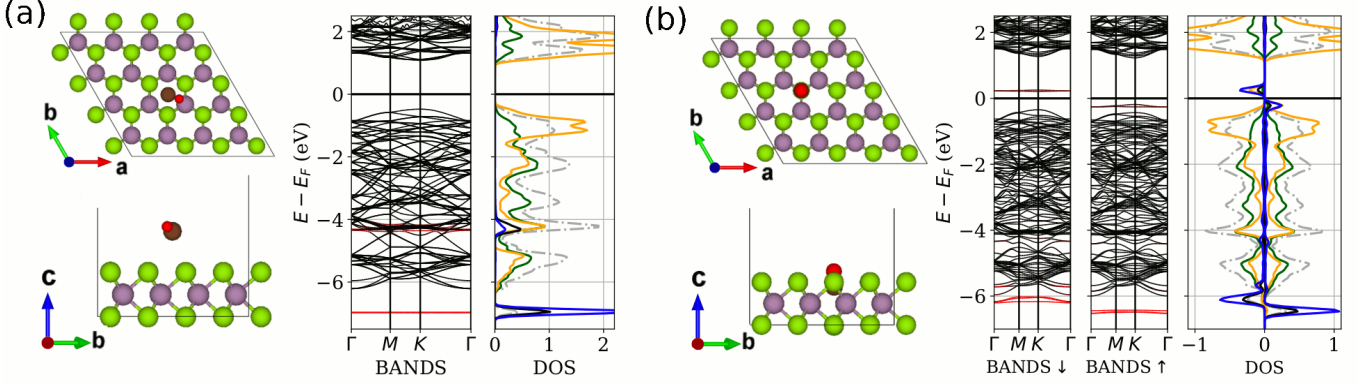 (a)
b
a
c
b
E − E_F (eV)
2
0
−2
−4
−6
Γ M K Γ
BANDS
0 1 2
DOS
(b)
b
a
c
b
E − E_F (eV)
2
0
−2
−4
−6
Γ M K Γ
BANDS ↓
Γ M K Γ
BANDS ↑
−1 0 1
DOS